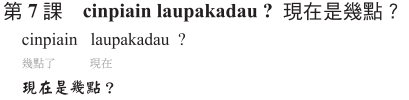 第 7 課 cinpiain laupakadau ? 現在是幾點？
cinpiain laupakadau ?
幾點了 現在
現在是幾點？